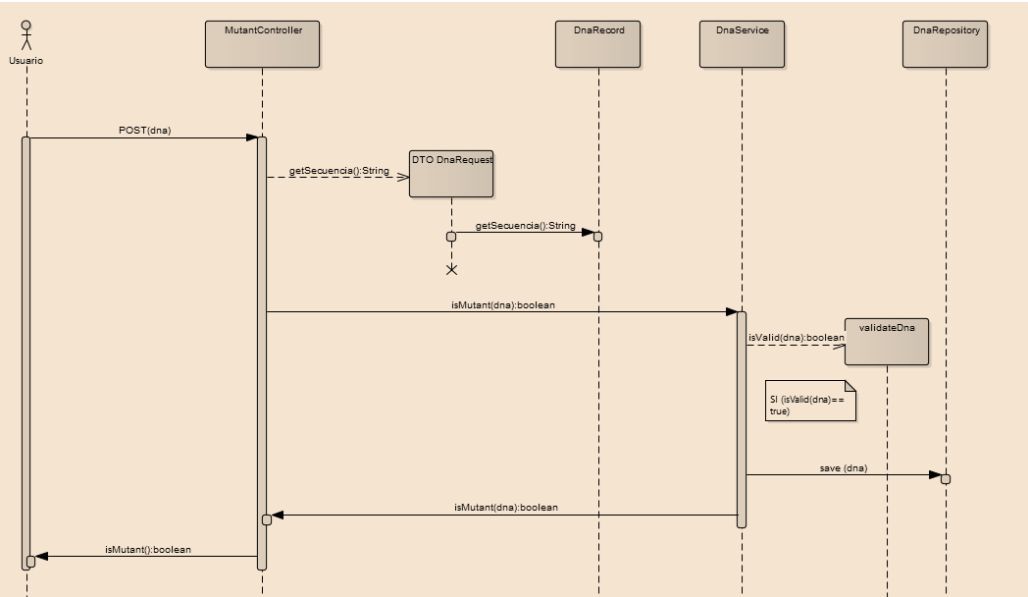 MutantController
DnaRecord
DnaService
DnaRepository
Usuario
POST(dna)
DTO DnaRequest
getSecuencia():String
getSecuencia():String
isMutant(dna):boolean
validateDna
isValid(dna):boolean
SI (isValid(dna)==
true)
save (dna)
isMutant(dna):boolean
isMutant():boolean